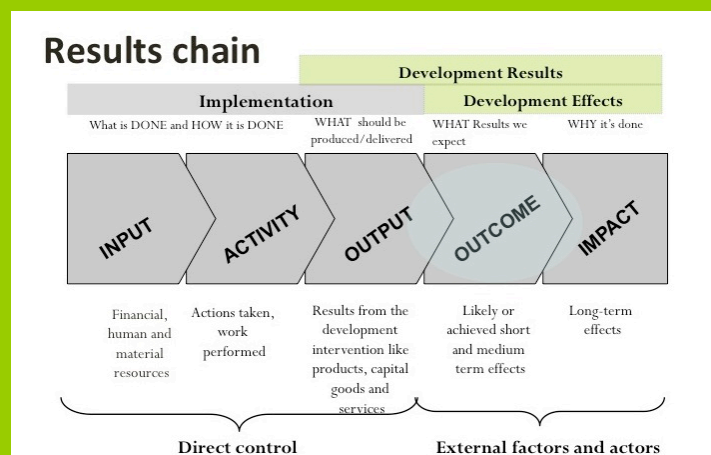 Results chain
Development Results
Implementation
Development Effects
What is DONE and HOW it is DONE
WHAT should be
produced/delivered
WHAT Results we
expect
WHY it's done
INPUT
ACTIVITY
OUTPUT
OUTCOME
IMPACT
Financial,
human and
material
resources
Actions taken,
work
performed
Results from the
development
intervention like
products, capital
goods and
services
Likely or
achieved short
and medium
term effects
Long-term
effects
Direct control
External factors and actors